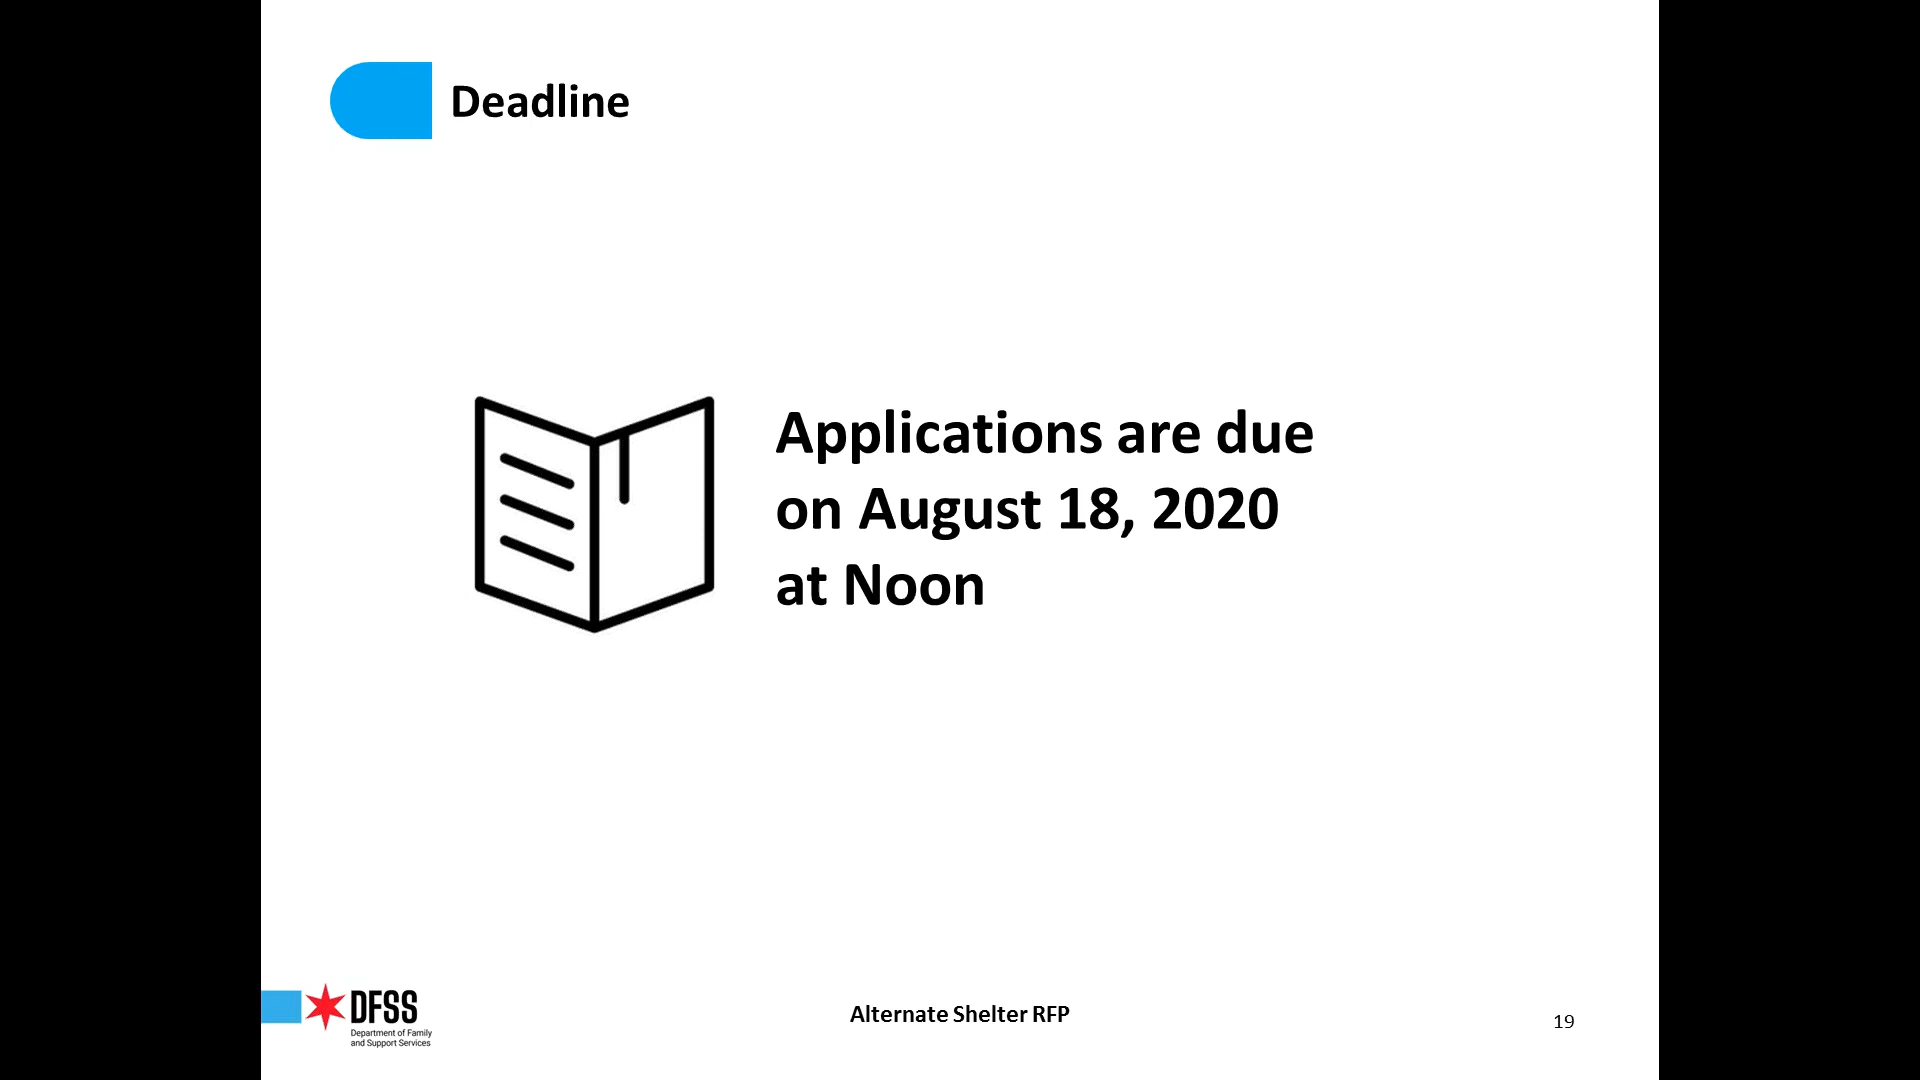 Deadline
Applications are due
on August 18, 2020
at Noon
DFSS
Department of Family
and Support Services
Alternate Shelter RFP
19